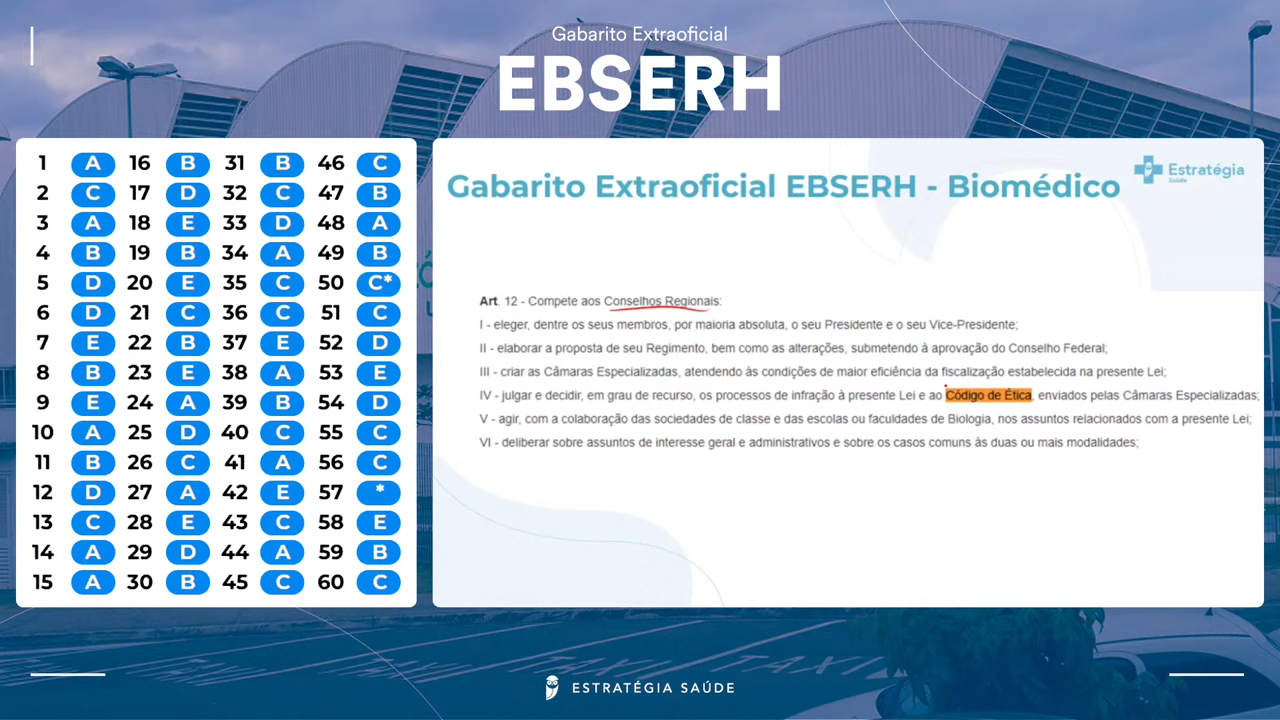 Gabarito Extraoficial
EBSERH
1 A 16 B 31 B 46 C
2 C 17 D 32 C 47 B
3 A 18 E 33 D 48 A
4 B 19 B 34 A 49 B
5 D 20 E 35 C 50 C*
6 D 21 C 36 C 51 C
7 E 22 B 37 E 52 D
8 B 23 E 38 A 53 E
9 E 24 A 39 B 54 D
10 A 25 D 40 C 55 C
11 B 26 C 41 A 56 C
12 D 27 A 42 E 57 *
13 C 28 E 43 C 58 E
14 A 29 D 44 A 59 B
15 A 30 B 45 C 60 C
Gabarito Extraoficial EBSERH - Biomédico
Estratégia
Saúde
Art. 12 - Compete aos Conselhos Regionais:
I - eleger, dentre os seus membros, por maioria absoluta, o seu Presidente e o seu Vice-Presidente;
II - elaborar a proposta de seu Regimento, bem como as alterações, submetendo à aprovação do Conselho Federal;
III - criar as Câmaras Especializadas, atendendo às condições de maior eficiência da fiscalização estabelecida na presente Lei;
IV - julgar e decidir, em grau de recurso, os processos de infração à presente Lei e ao Código de Ética, enviados pelas Câmaras Especializadas;
V - agir, com a colaboração das sociedades de classe e das escolas ou faculdades de Biologia, nos assuntos relacionados com a presente Lei;
VI - deliberar sobre assuntos de interesse geral e administrativos e sobre os casos comuns às duas ou mais modalidades;
TAXI TAXI
ESTRATÉGIA SAÚDE